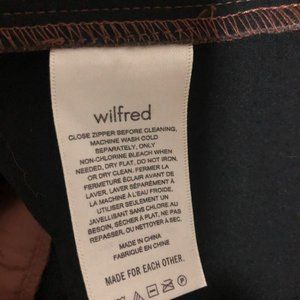 wilfred
CLOSE ZIPPER BEFORE CLEANING,
MACHINE WASH COLD
SEPARATELY, ONLY
NON-CHLORINE BLEACH WHEN
NEEDED, DRY FLAT, DO NOT IRON,
OR DRY CLEAN. FERMER LA
FERMETURE ÉCLAIR AVANT DE
LAVER, LAVER SÉPARÉMENT À
LA MACHINE À L'EAU FROIDE,
UTILISER SEULEMENT UN
JAVELLISANT SANS CHLORE AU
BESOIN, SÉCHER À PLAT, NE PAS
REPASSER, OU NETTOYER À SEC.
MADE IN CHINA
FABRIQUÉ EN CHINE
MADE FOR EACH OTHER.